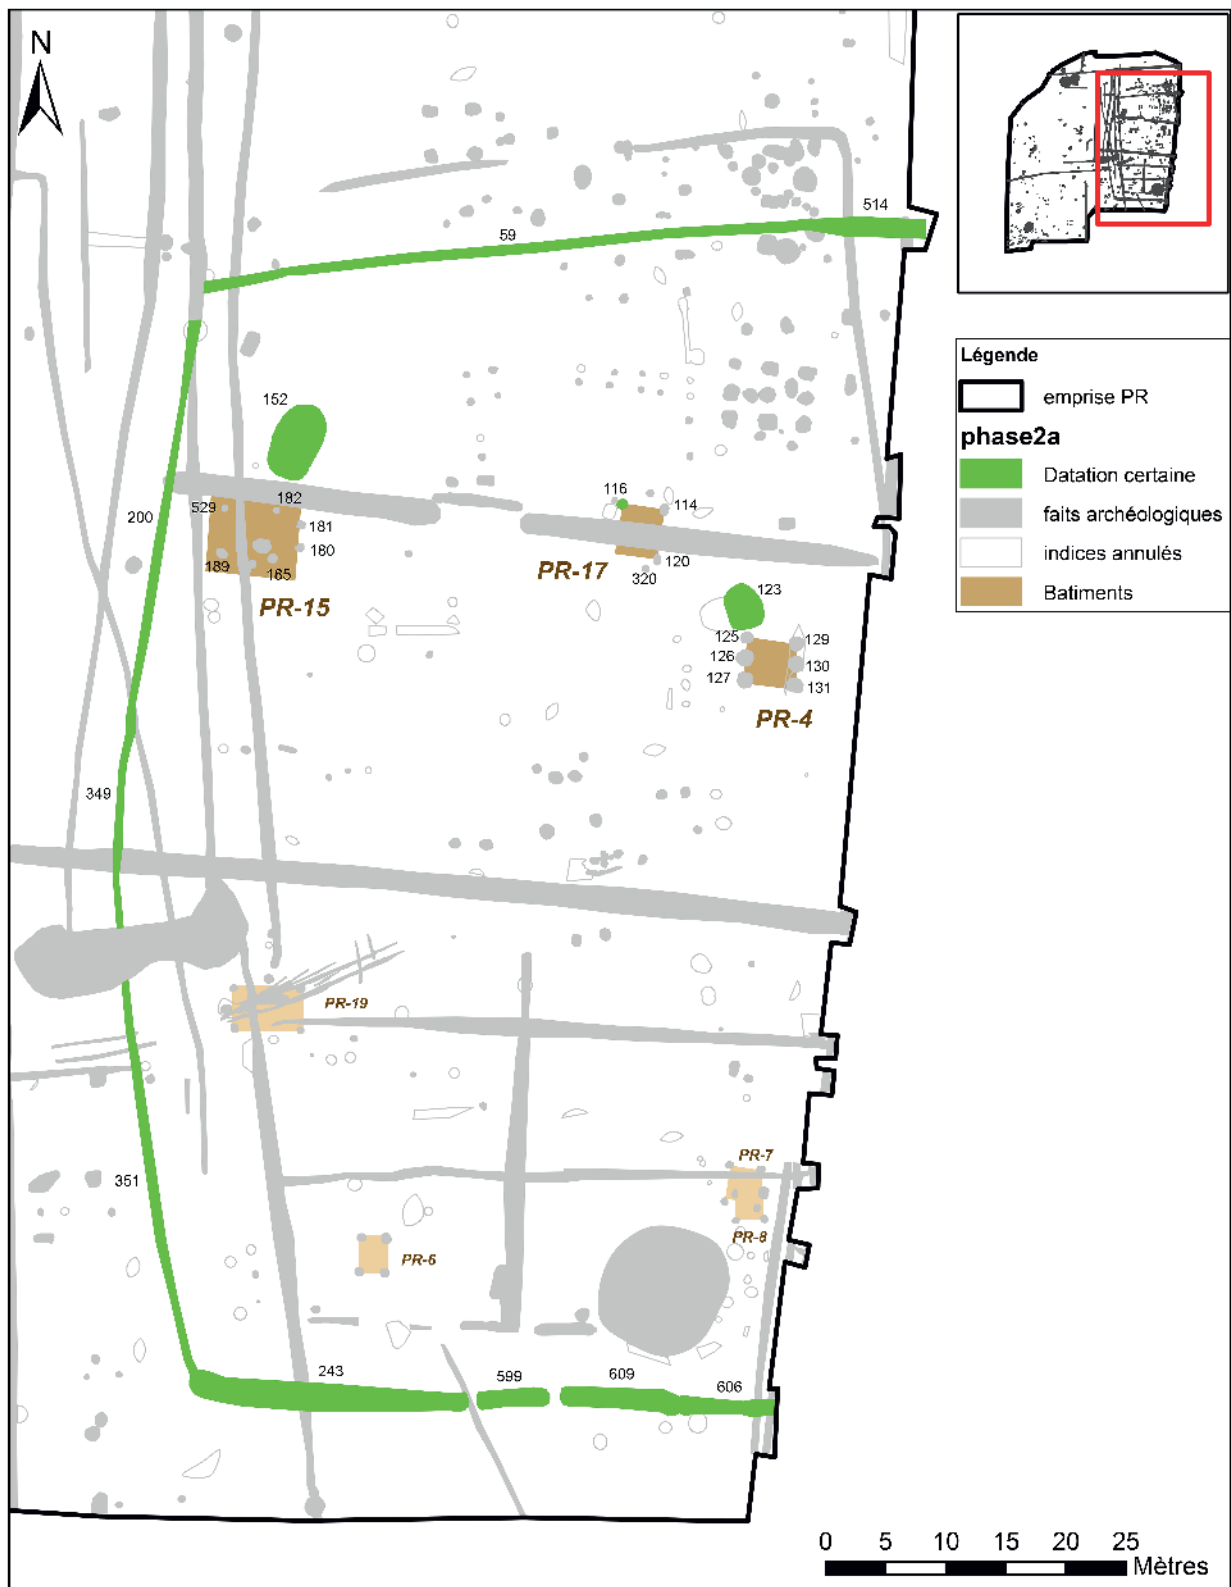 N
514
59
152
182
529
181
200
180
189
185
PR-15
116
114
PR-17
120
320
123
125
129
126
130
127
131
PR-4
349
PR-19
351
PR-7
PR-8
PR-6
243
599
609
606
Légende
emprise PR
phase2a
Datation certaine
faits archéologiques
indices annulés
Batiments
0 5 10 15 20 25
Mètres